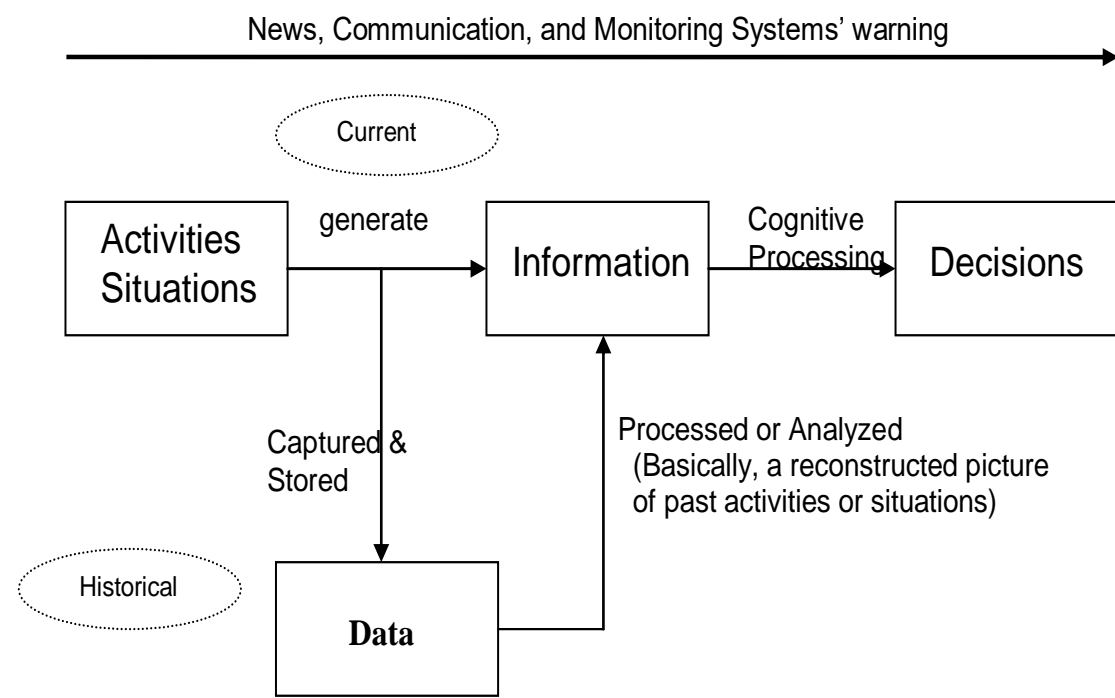 News, Communication, and Monitoring Systems’ warning
Current
generate
Cognitive
Processing
Activities
Situations
Information
Decisions
Captured &
Stored
Processed or Analyzed
(Basically, a reconstructed picture
of past activities or situations)
Historical
Data